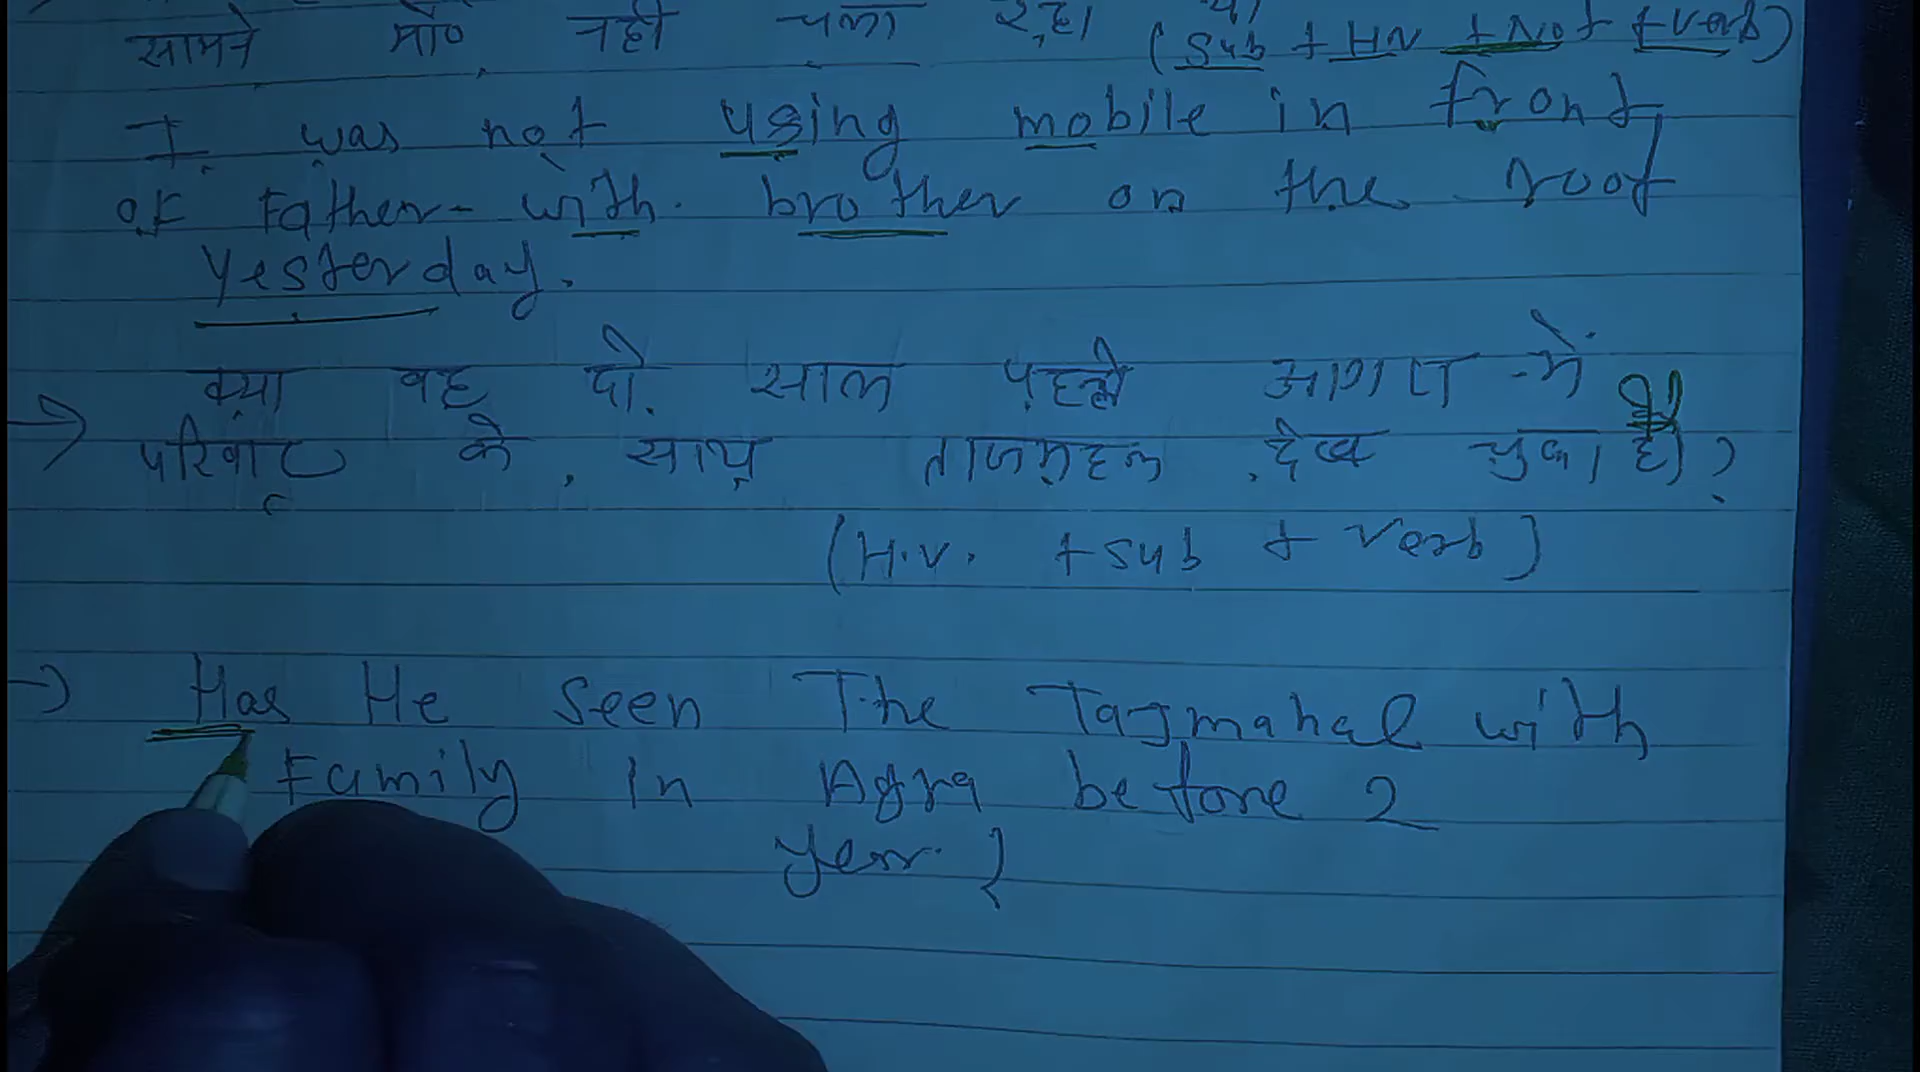 सामने मो० नही चला रहा था (Sub + HV + Not + Verb)
I was not using mobile in front
of Father with brother on the roof
Yesterday.
क्या वह दो साल पहले आगरा में
→ परिवार के साथ ताजमहल देख चुका है ?
(H.V. + Sub + Verb)
→ Has He Seen The Tajmahal with
Family in Agra before 2
year ?